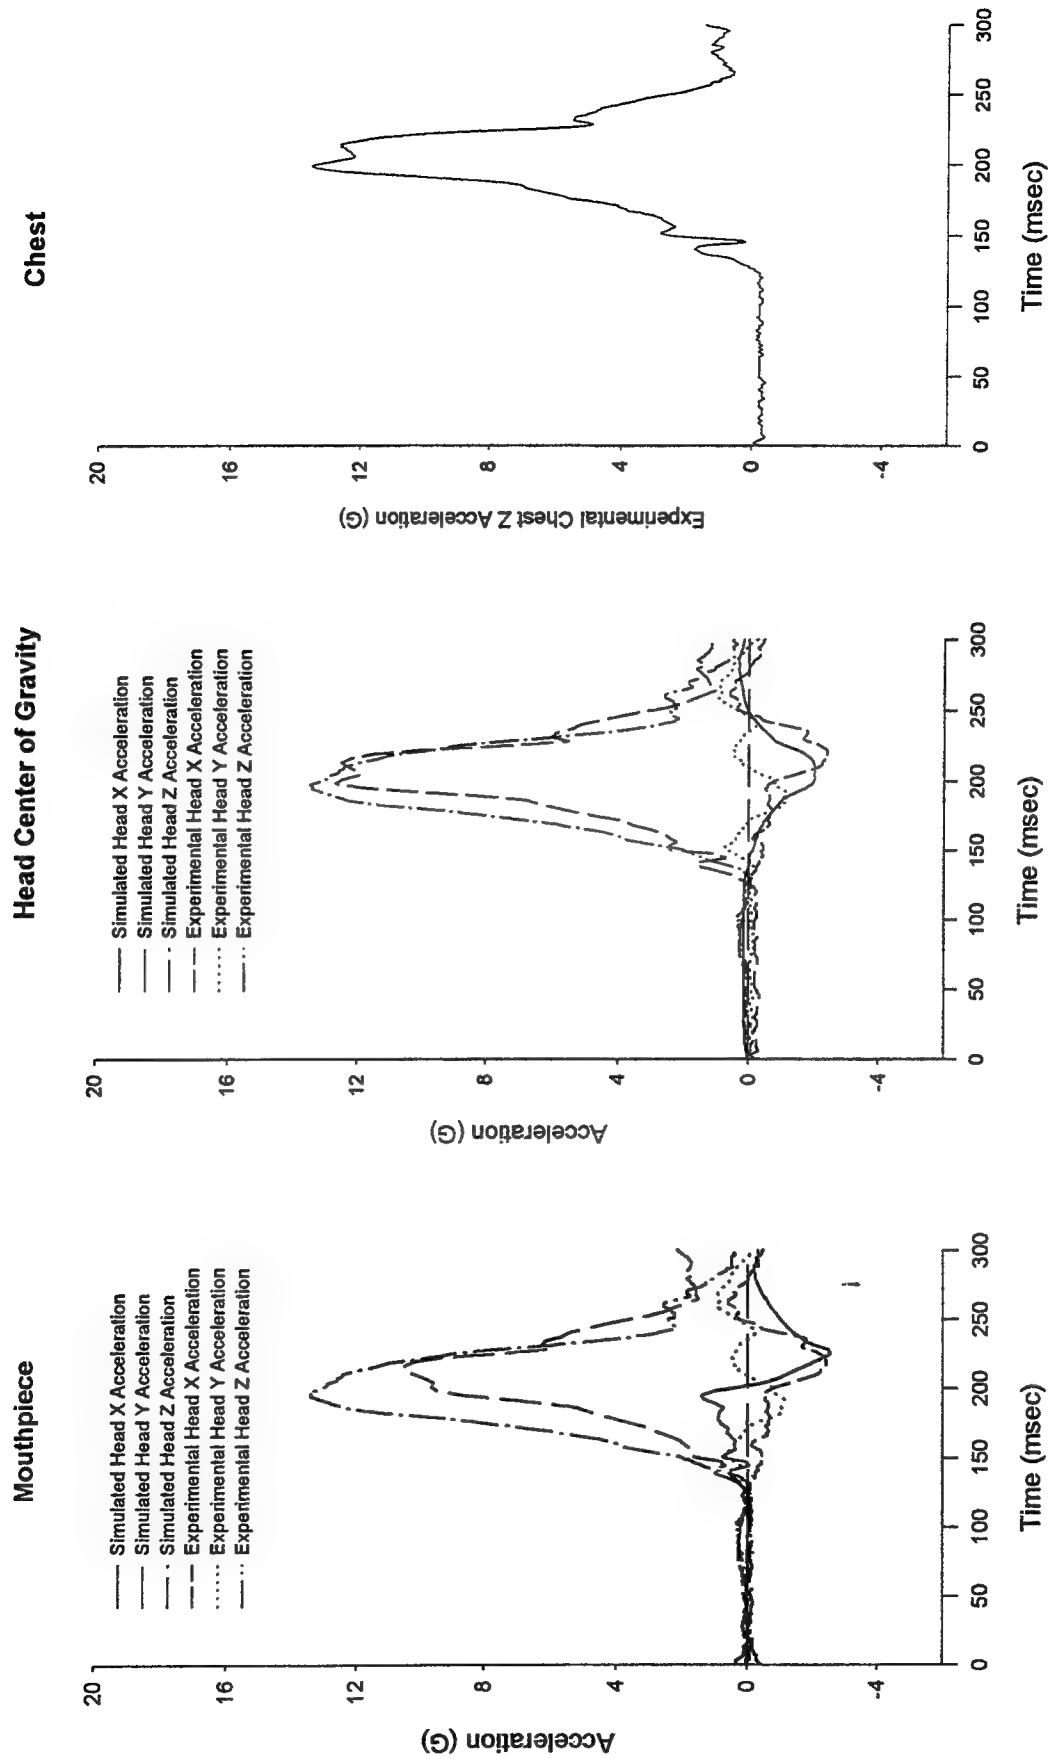 Mouthpiece
Simulated Head X Acceleration
Simulated Head Y Acceleration
Simulated Head Z Acceleration
Experimental Head X Acceleration
Experimental Head Y Acceleration
Experimental Head Z Acceleration
Acceleration (G)
20
16
12
8
4
0
-4
0
50
100
150
200
250
300
Time (msec)
Head Center of Gravity
Simulated Head X Acceleration
Simulated Head Y Acceleration
Simulated Head Z Acceleration
Experimental Head X Acceleration
Experimental Head Y Acceleration
Experimental Head Z Acceleration
Acceleration (G)
20
16
12
8
4
0
-4
0
50
100
150
200
250
300
Time (msec)
Chest
Experimental Chest Z Acceleration (G)
20
16
12
8
4
0
-4
0
50
100
150
200
250
300
Time (msec)